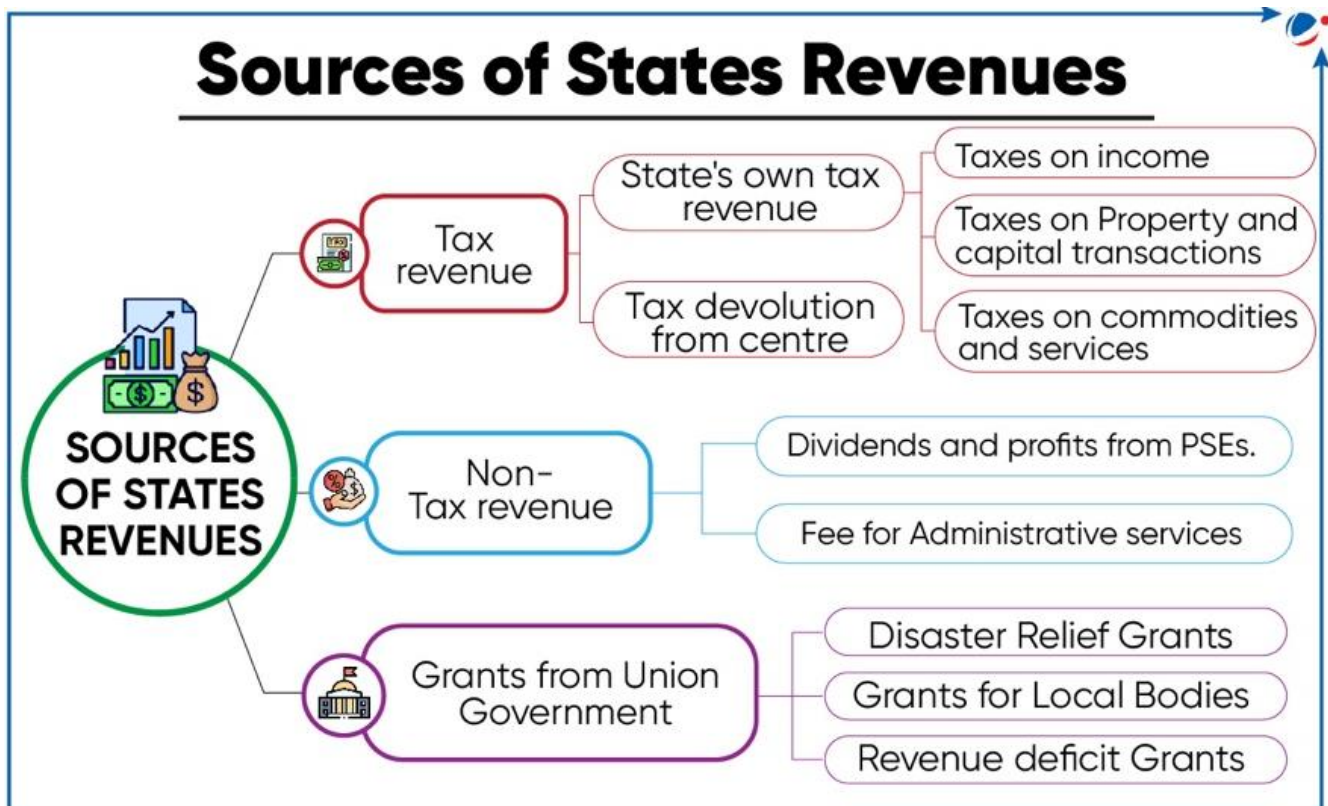 Sources of States Revenues
SOURCES
OF STATES
REVENUES
Tax
revenue
State's own tax
revenue
Taxes on income
Taxes on Property and
capital transactions
Taxes on commodities
and services
Tax devolution
from centre
Non-
Tax revenue
Dividends and profits from PSEs.
Fee for Administrative services
Grants from Union
Government
Disaster Relief Grants
Grants for Local Bodies
Revenue deficit Grants